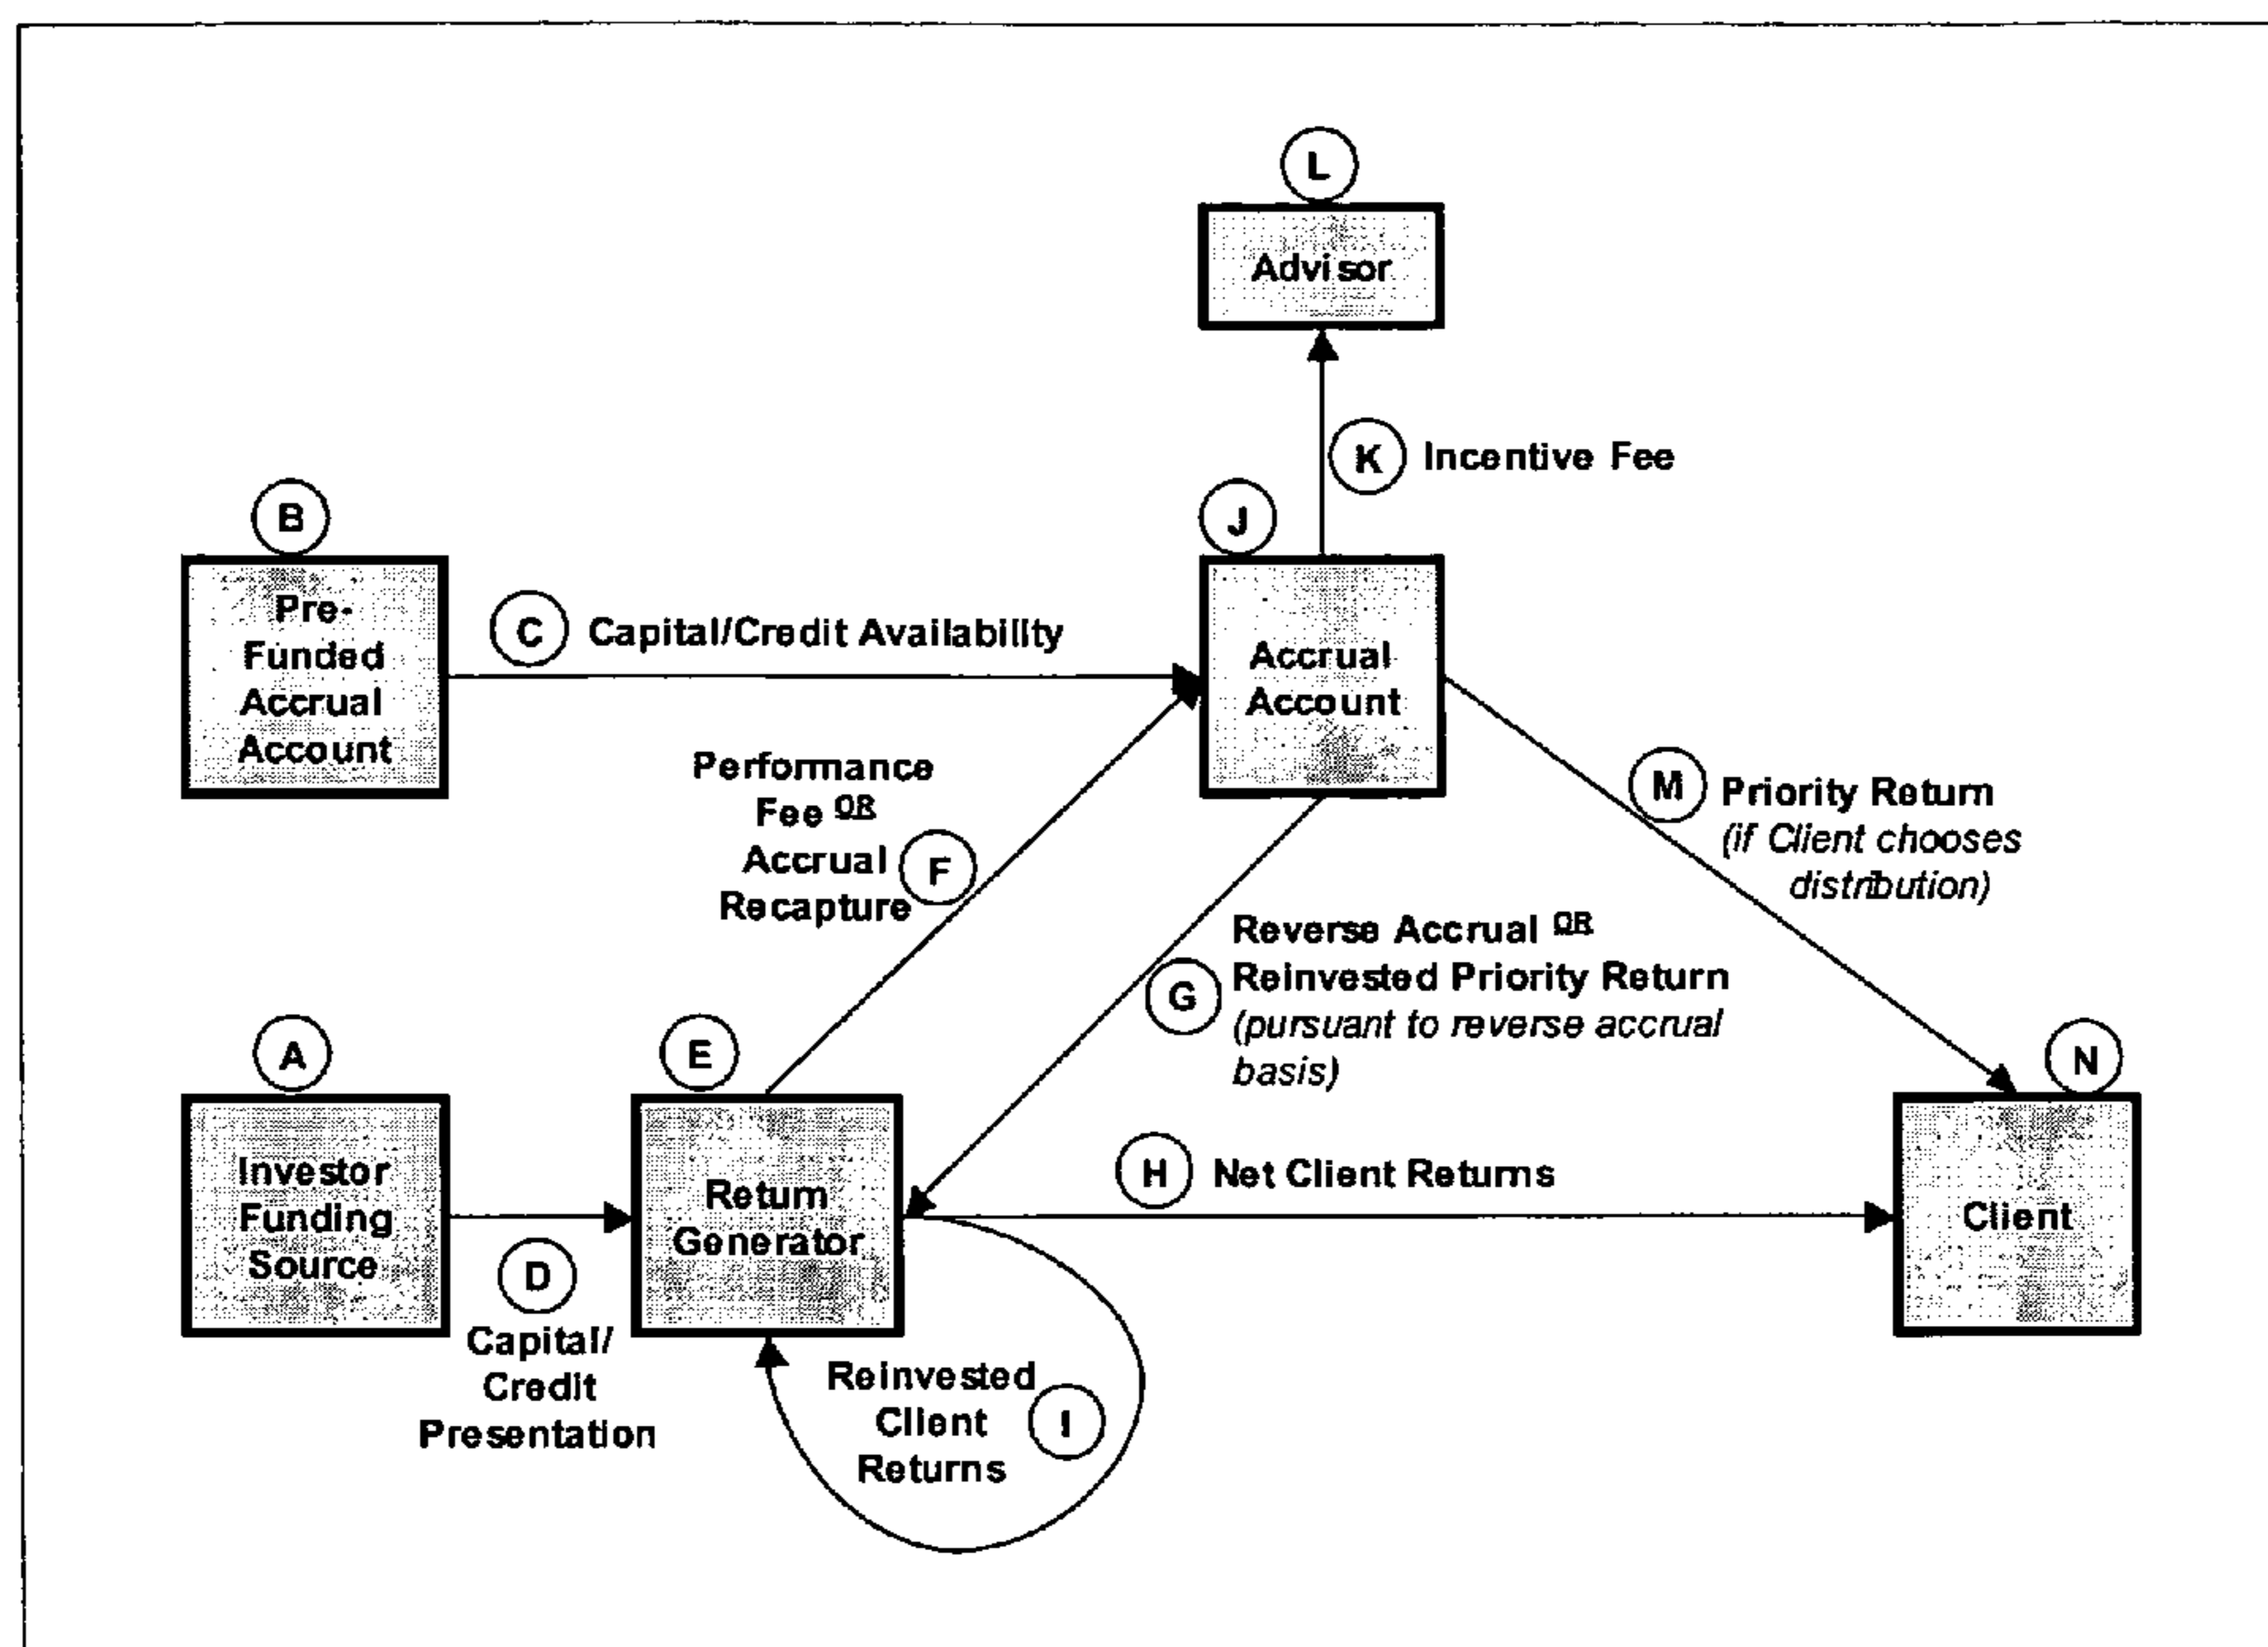 L
Advisor
K Incentive Fee
B
Pre-
Funded
Accrual
Account
C Capital/Credit Availability
J
Accrual
Account
Performance
Fee OR
Accrual
Recapture
F
M Priority Return
(if Client chooses
distribution)
G
Reverse Accrual OR
Reinvested Priority Return
(pursuant to reverse accrual
basis)
A
Investor
Funding
Source
D
Capital/
Credit
Presentation
E
Return
Generator
H Net Client Returns
N
Client
Reinvested
Client
Returns
I